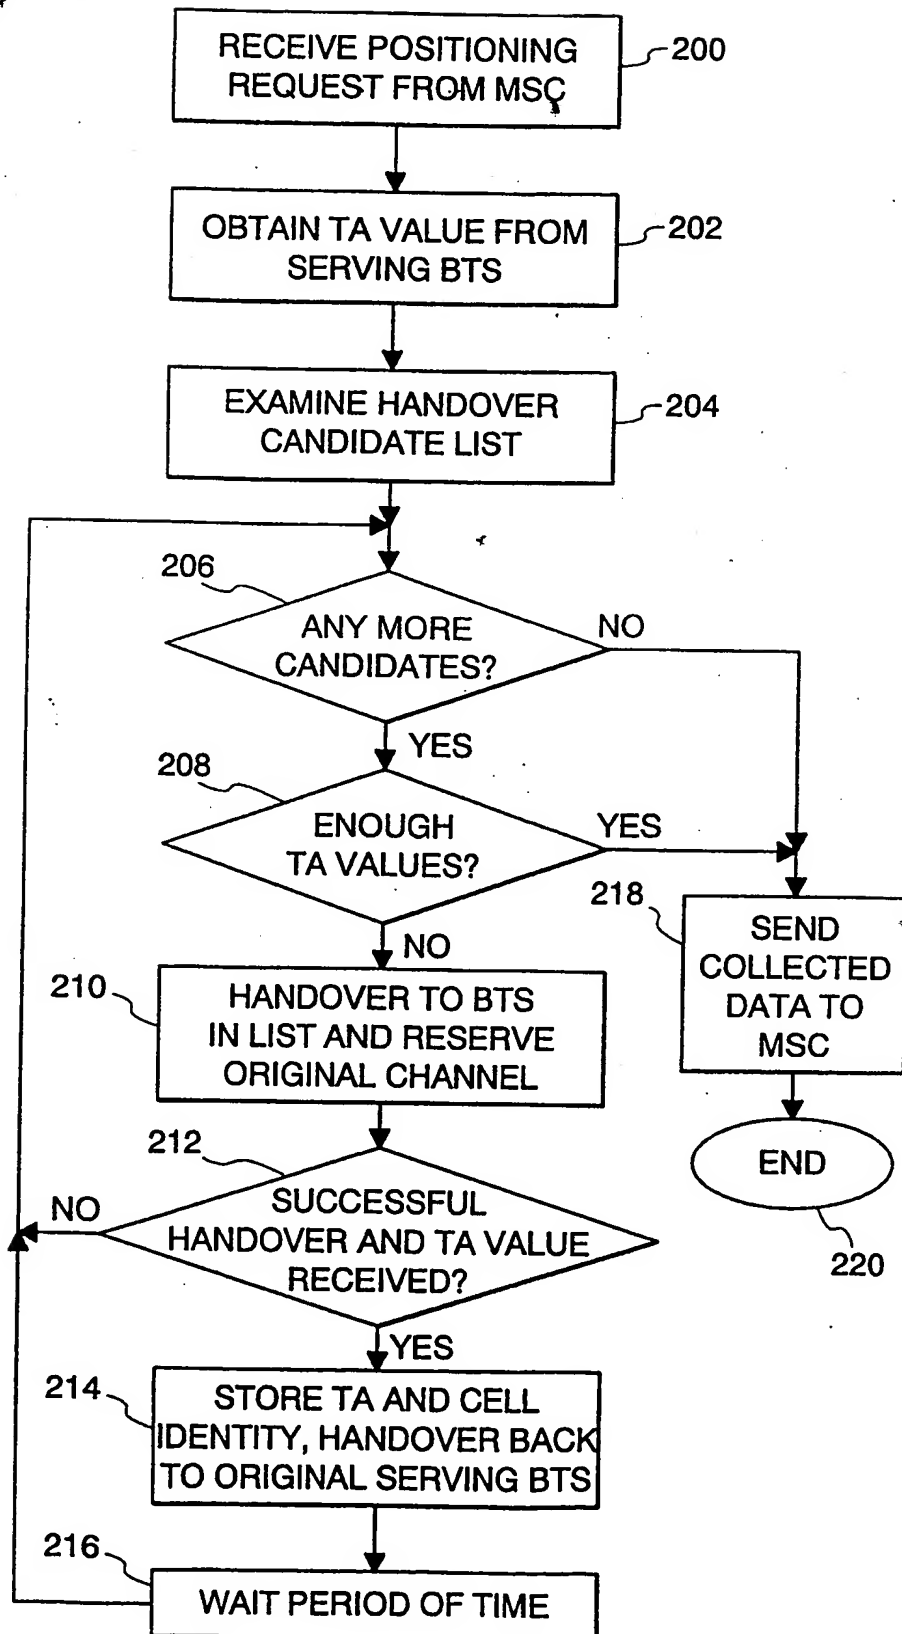 RECEIVE POSITIONING
REQUEST FROM MSC
200
OBTAIN TA VALUE FROM
SERVING BTS
202
EXAMINE HANDOVER
CANDIDATE LIST
204
206
ANY MORE
CANDIDATES?
NO
YES
208
ENOUGH
TA VALUES?
YES
NO
218
SEND
COLLECTED
DATA TO
MSC
210
HANDOVER TO BTS
IN LIST AND RESERVE
ORIGINAL CHANNEL
212
SUCCESSFUL
HANDOVER AND TA VALUE
RECEIVED?
NO
END
220
YES
214
STORE TA AND CELL
IDENTITY, HANDOVER BACK
TO ORIGINAL SERVING BTS
216
WAIT PERIOD OF TIME